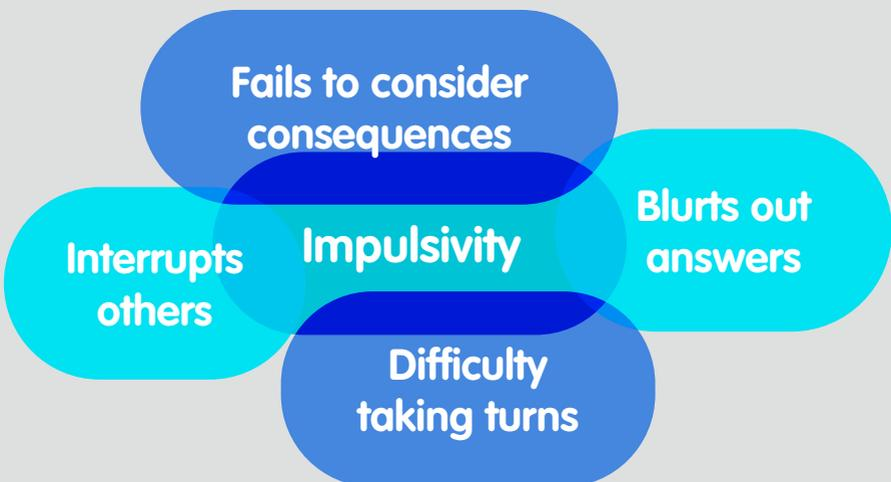 Fails to consider
consequences
Blurts out
answers
Impulsivity
Interrupts
others
Difficulty
taking turns